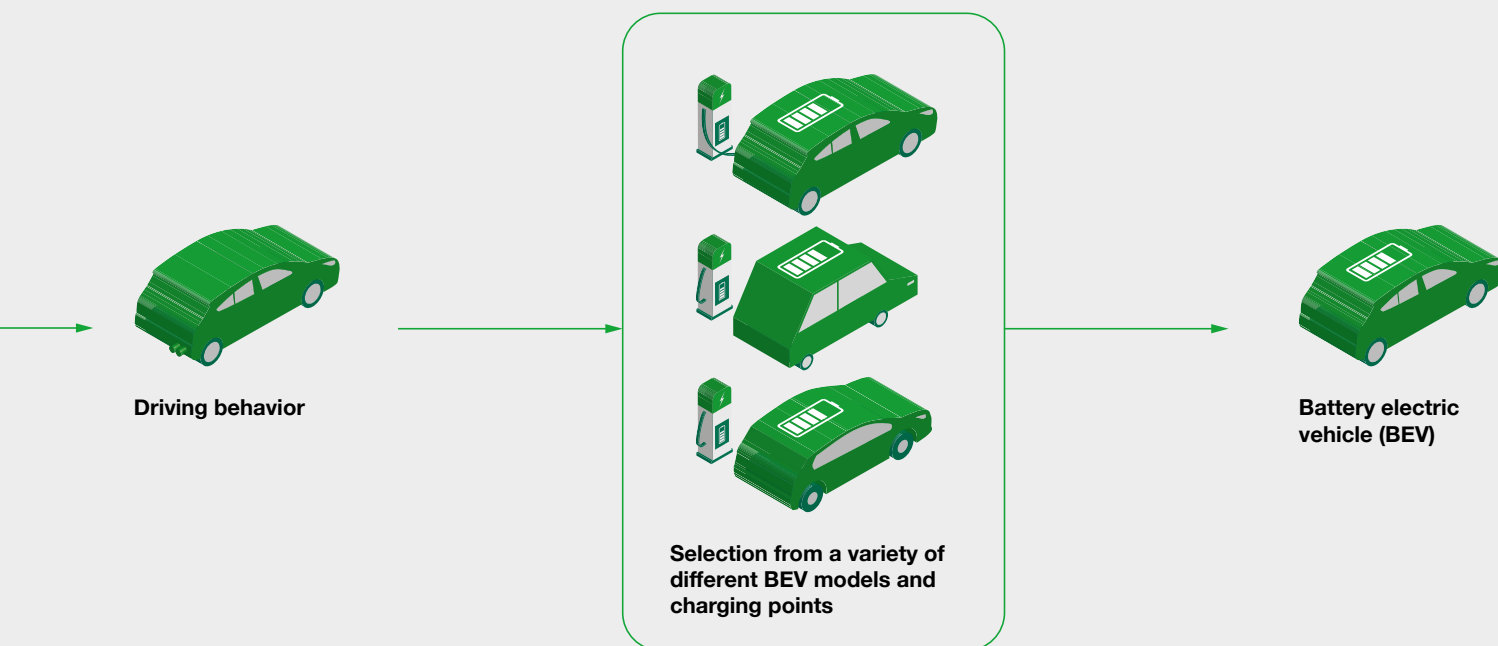 Driving behavior
Selection from a variety of
different BEV models and
charging points
Battery electric
vehicle (BEV)